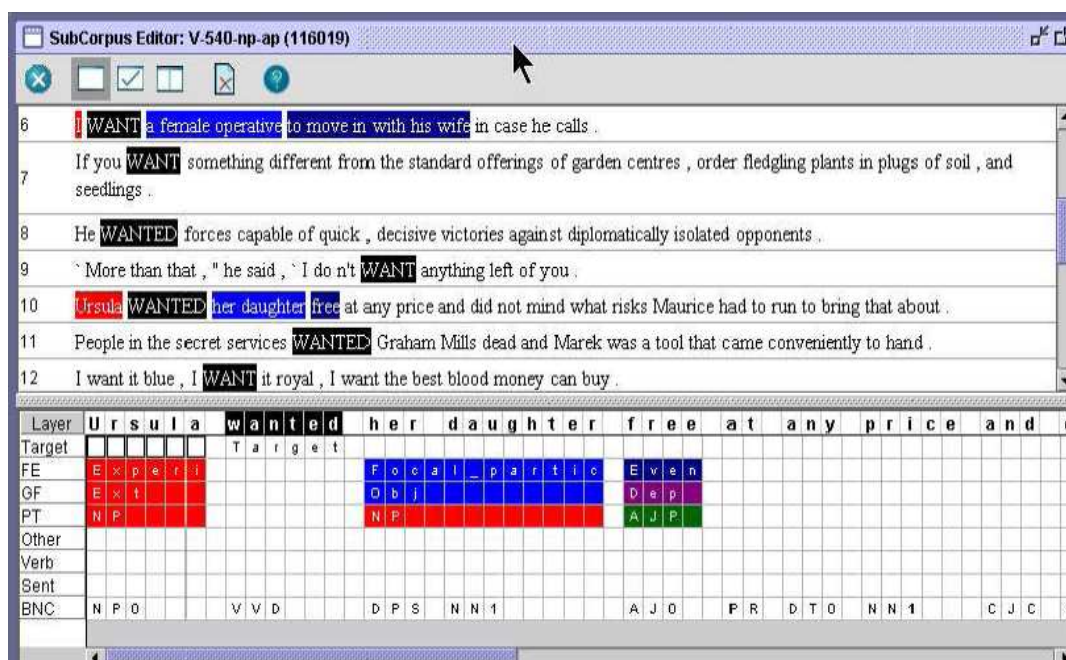 SubCorpus Editor: V-540-np-ap (116019)
6 I WANT a female operative to move in with his wife in case he calls .
7 If you WANT something different from the standard offerings of garden centres , order fledgling plants in plugs of soil , and
seedlings .
8 He WANTED forces capable of quick , decisive victories against diplomatically isolated opponents .
9 ` More than that , " he said , ` I do n't WANT anything left of you .
10 Ursula WANTED her daughter free at any price and did not mind what risks Maurice had to run to bring that about .
11 People in the secret services WANTED Graham Mills dead and Marek was a tool that came conveniently to hand .
12 I want it blue , I WANT it royal , I want the best blood money can buy .
Layer Ursula wanted her daughter free at any price and
Target Target
FE Experi Focal_partic Even
GF Ext Obj Dep
PT NP NP AJP
Other
Verb
Sent
BNC NP0 VVD DPS NN1 AJ0 PR DT0 NN1 CJC